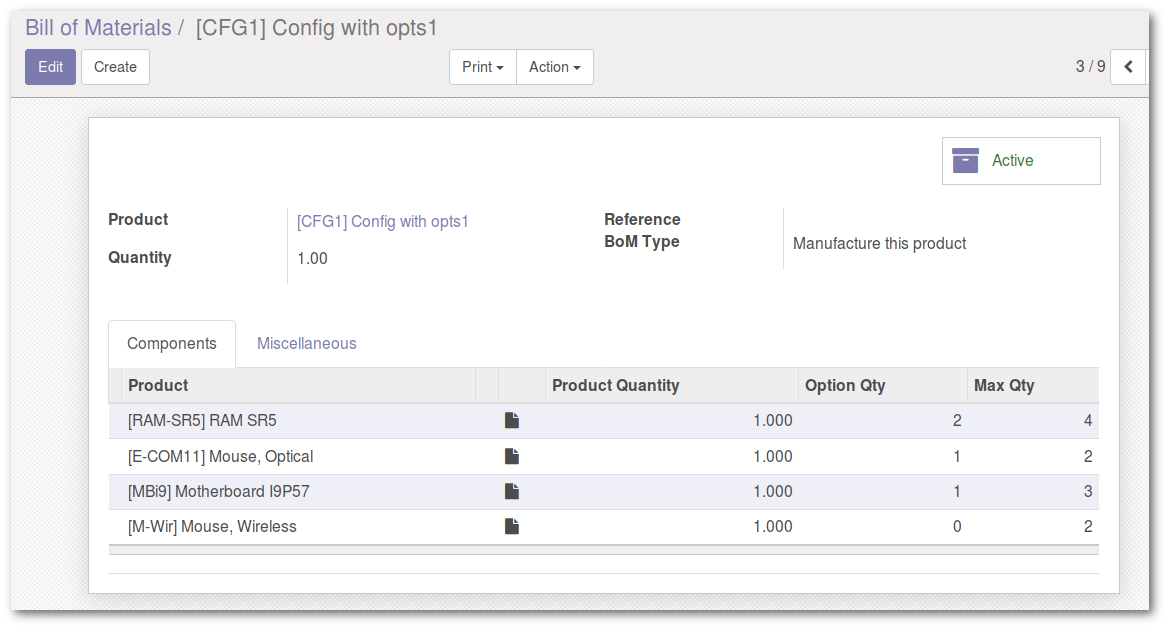 Bill of Materials / [CFG1] Config with opts1
Edit Create Print Action 3 / 9
Active
Product [CFG1] Config with opts1 Reference
BoM Type Manufacture this product
Quantity 1.00
Components Miscellaneous
Product Product Quantity Option Qty Max Qty
[RAM-SR5] RAM SR5 1.000 2 4
[E-COM11] Mouse, Optical 1.000 1 2
[MBi9] Motherboard I9P57 1.000 1 3
[M-Wir] Mouse, Wireless 1.000 0 2